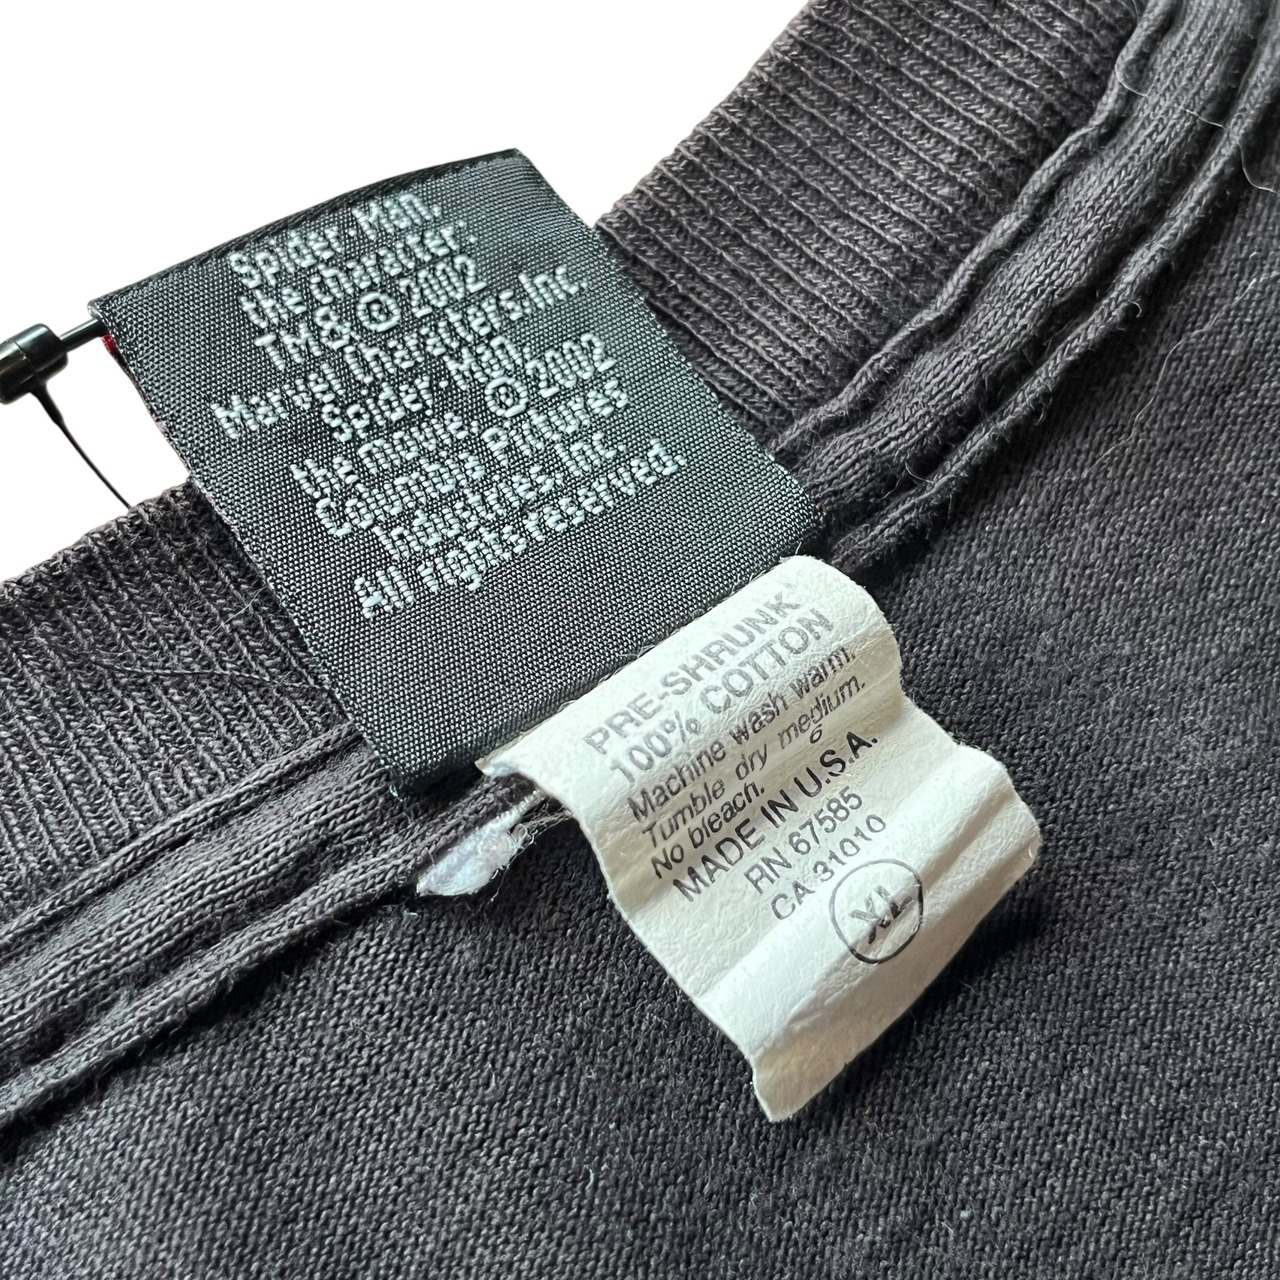 Spider Man,
the character:
TM& © 2002
Marvel Characters, Inc.
Spider-Man,
the movie, © 2002
Columbia Pictures
Industries, Inc.
All rights reserved.
PRE-SHRUNK
100% COTTON
Machine wash warm.
Tumble dry medium.
No bleach. 6
MADE IN U.S.A.
RN 67585
CA 31010
XL